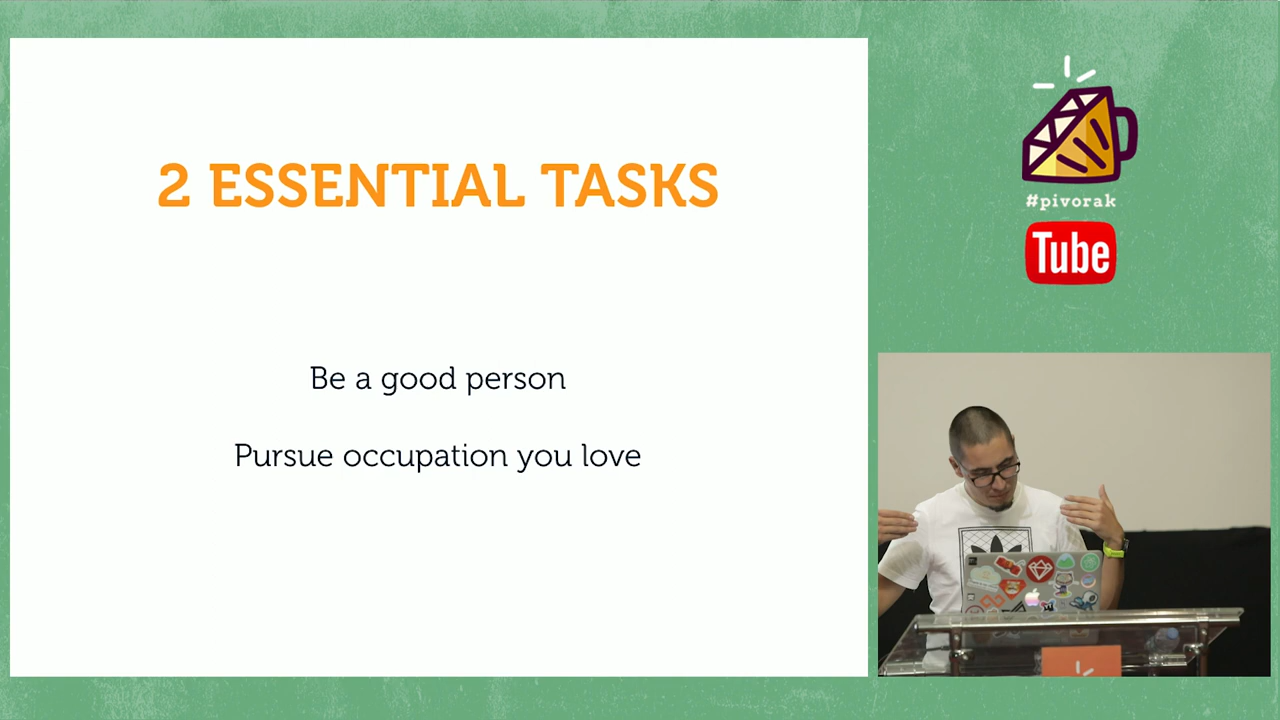 2 ESSENTIAL TASKS
Be a good person
Pursue occupation you love
#pivorak
Tube